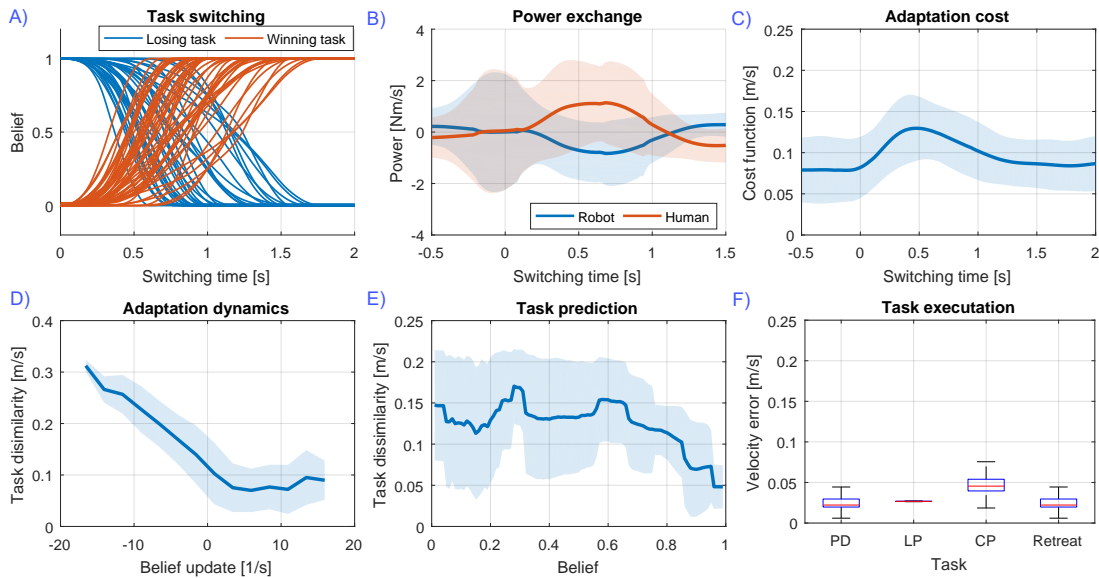 A) Task switching
Losing task Winning task
1
0.5
0
Belief
0 0.5 1 1.5 2
Switching time [s]
B) Power exchange
4
2
0
-2
-4
Power [Nm/s]
Robot Human
-0.5 0 0.5 1 1.5
Switching time [s]
C) Adaptation cost
0.25
0.2
0.15
0.1
0.05
0
Cost function [m/s]
-0.5 0 0.5 1 1.5 2
Switching time [s]
D) Adaptation dynamics
0.4
0.3
0.2
0.1
0
Task disimilarity [m/s]
-20 -10 0 10 20
Belief update [1/s]
E) Task prediction
0.25
0.2
0.15
0.1
0.05
0
Task dissimilarity [m/s]
0 0.2 0.4 0.6 0.8 1
Belief
F) Task execution
0.25
0.2
0.15
0.1
0.05
0
Velocity error [m/s]
PD LP CP Retreat
Task